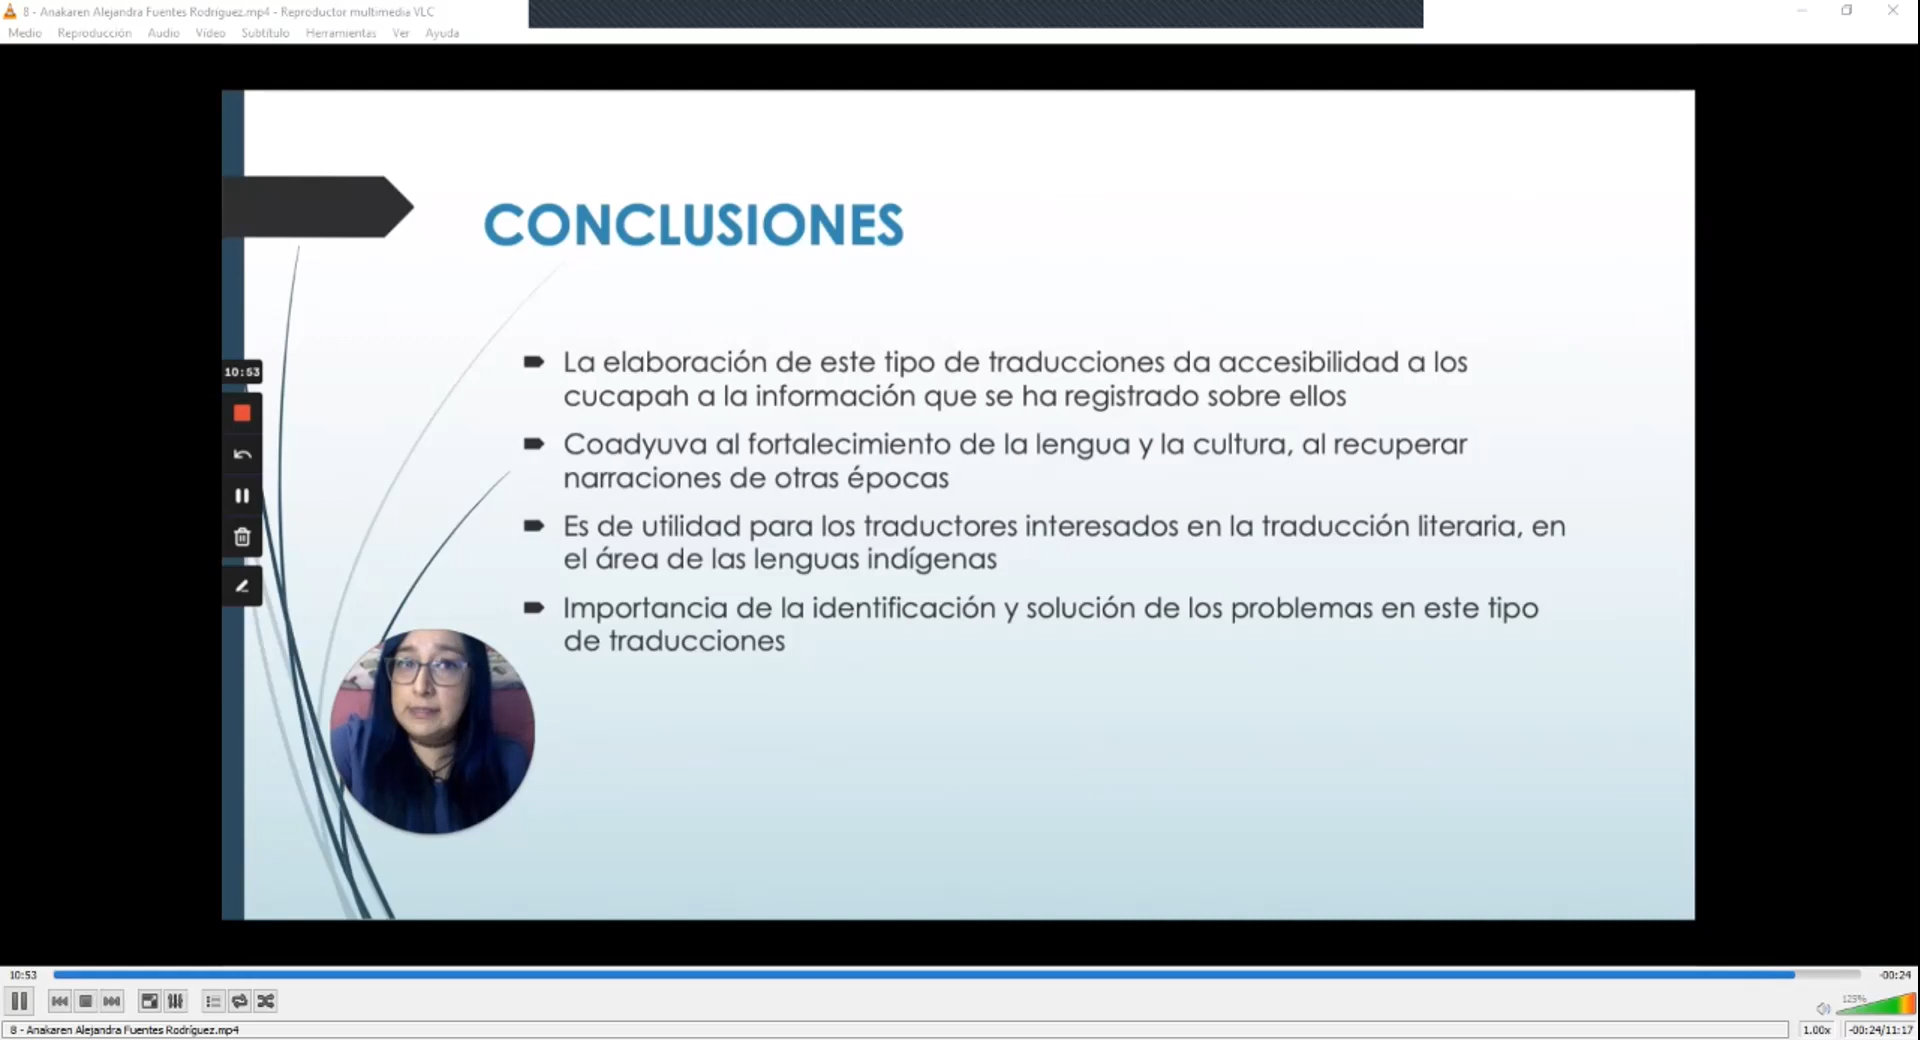 8 - Anakaren Alejandra Fuentes Rodríguez.mp4 - Reproductor multimedia VLC
Medio Reproducción Audio Vídeo Subtítulo Herramientas Ver Ayuda
CONCLUSIONES
La elaboración de este tipo de traducciones da accesibilidad a los
cucapah a la información que se ha registrado sobre ellos
Coadyuva al fortalecimiento de la lengua y la cultura, al recuperar
narraciones de otras épocas
Es de utilidad para los traductores interesados en la traducción literaria, en
el área de las lenguas indígenas
Importancia de la identificación y solución de los problemas en este tipo
de traducciones
10:53
10:53 -00:24
125%
8 - Anakaren Alejandra Fuentes Rodríguez.mp4 1.00x -00:24/11:17